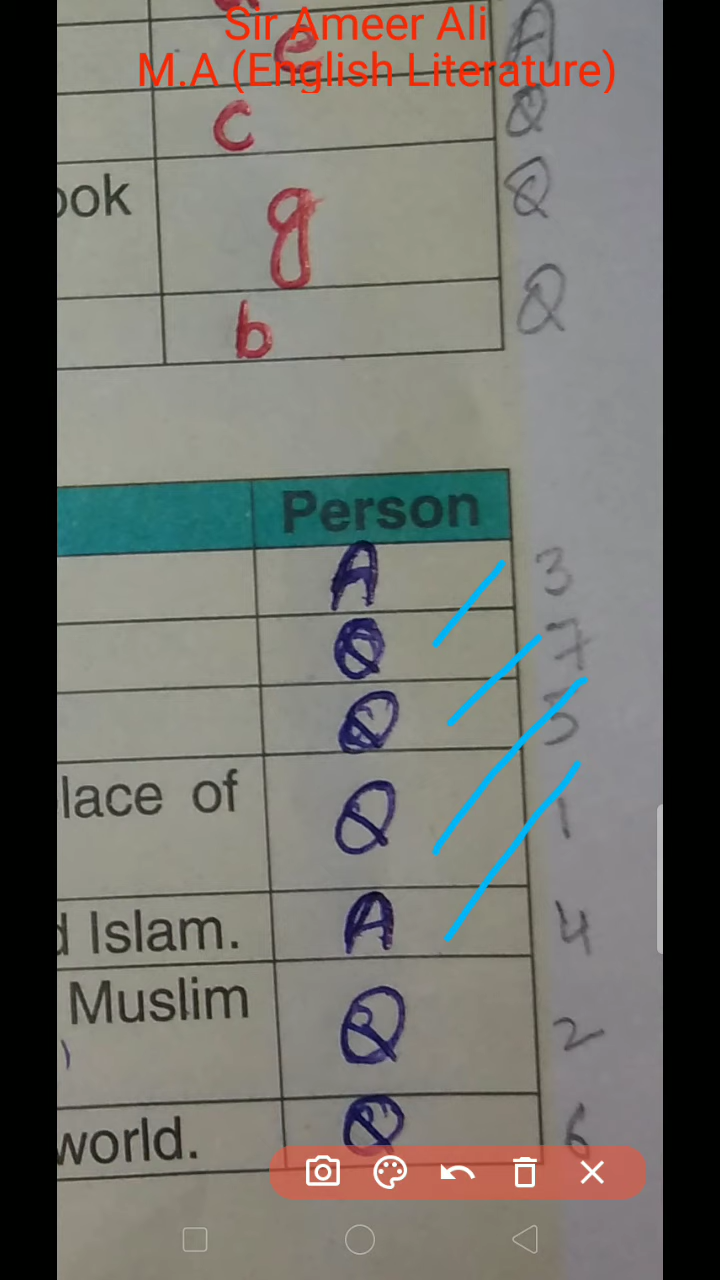 Sir Ameer Ali
M.A (English Literature)
e A
c Q
ook g Q
b Q
Person
A 3
Q 7
Q 5
lace of Q 1
d Islam. A 4
Muslim Q 2
world. Q 6